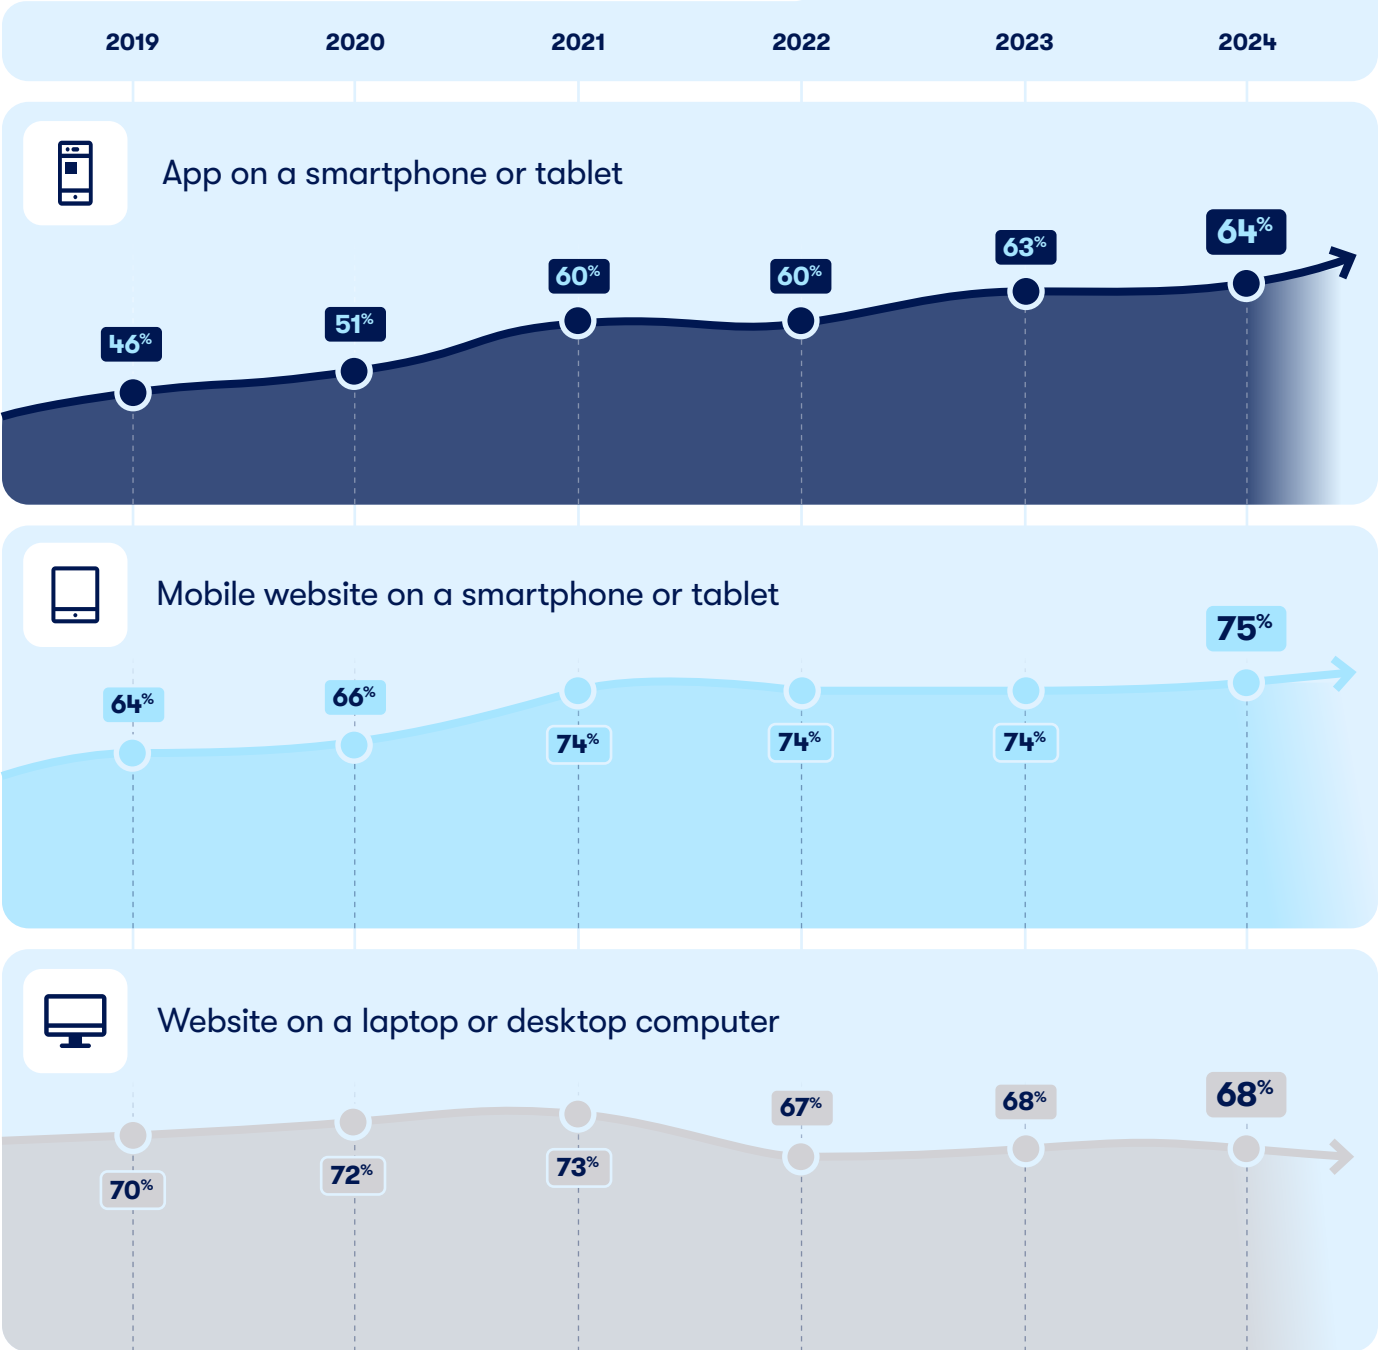 2019 2020 2021 2022 2023 2024
App on a smartphone or tablet
46% 51% 60% 60% 63% 64%
Mobile website on a smartphone or tablet
64% 66% 74% 74% 74% 75%
Website on a laptop or desktop computer
70% 72% 73% 67% 68% 68%